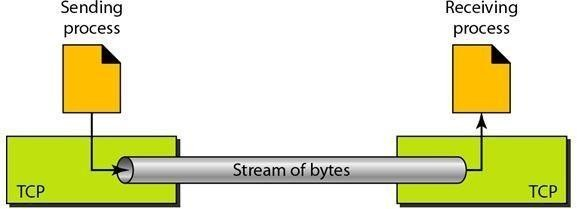 Sending
process
Receiving
process
Stream of bytes
TCP
TCP